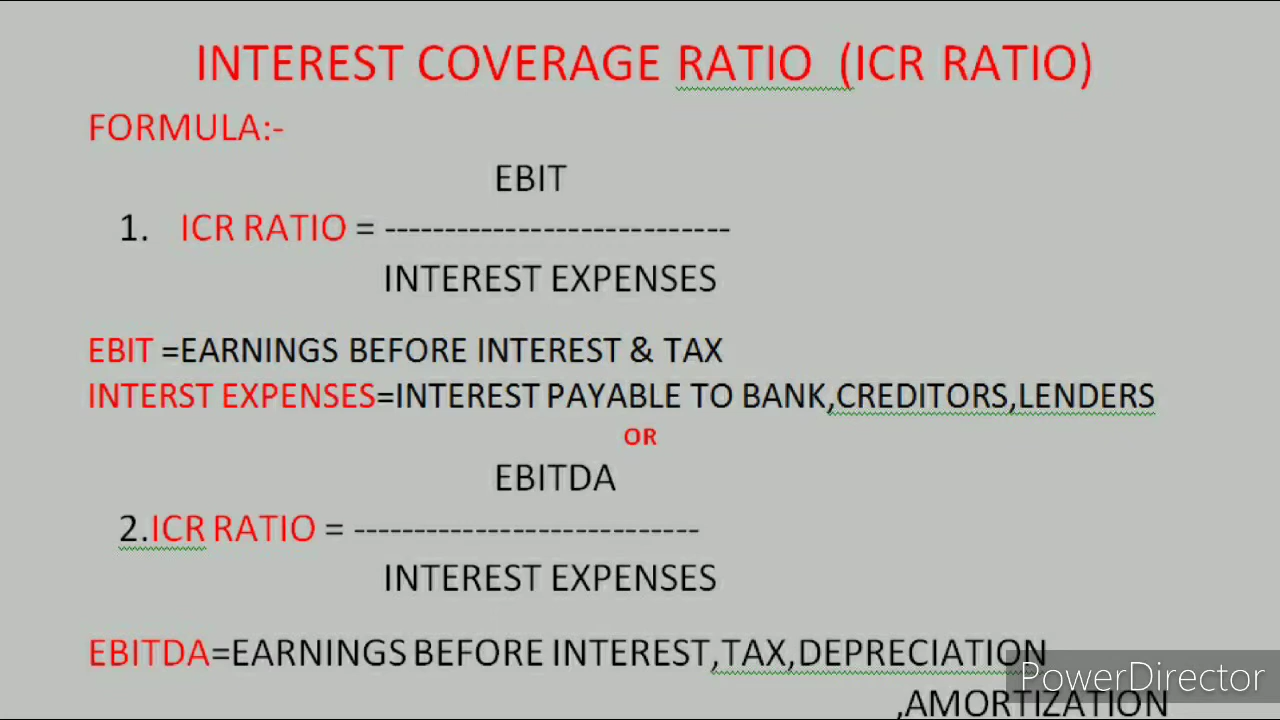 INTEREST COVERAGE RATIO (ICR RATIO)
FORMULA:-
EBIT
1. ICR RATIO = ----------------------------
INTEREST EXPENSES
EBIT =EARNINGS BEFORE INTEREST & TAX
INTERST EXPENSES=INTEREST PAYABLE TO BANK,CREDITORS,LENDERS
OR
EBITDA
2.ICR RATIO = ----------------------------
INTEREST EXPENSES
EBITDA=EARNINGS BEFORE INTEREST,TAX,DEPRECIATION
PowerDirector
,AMORTIZATION